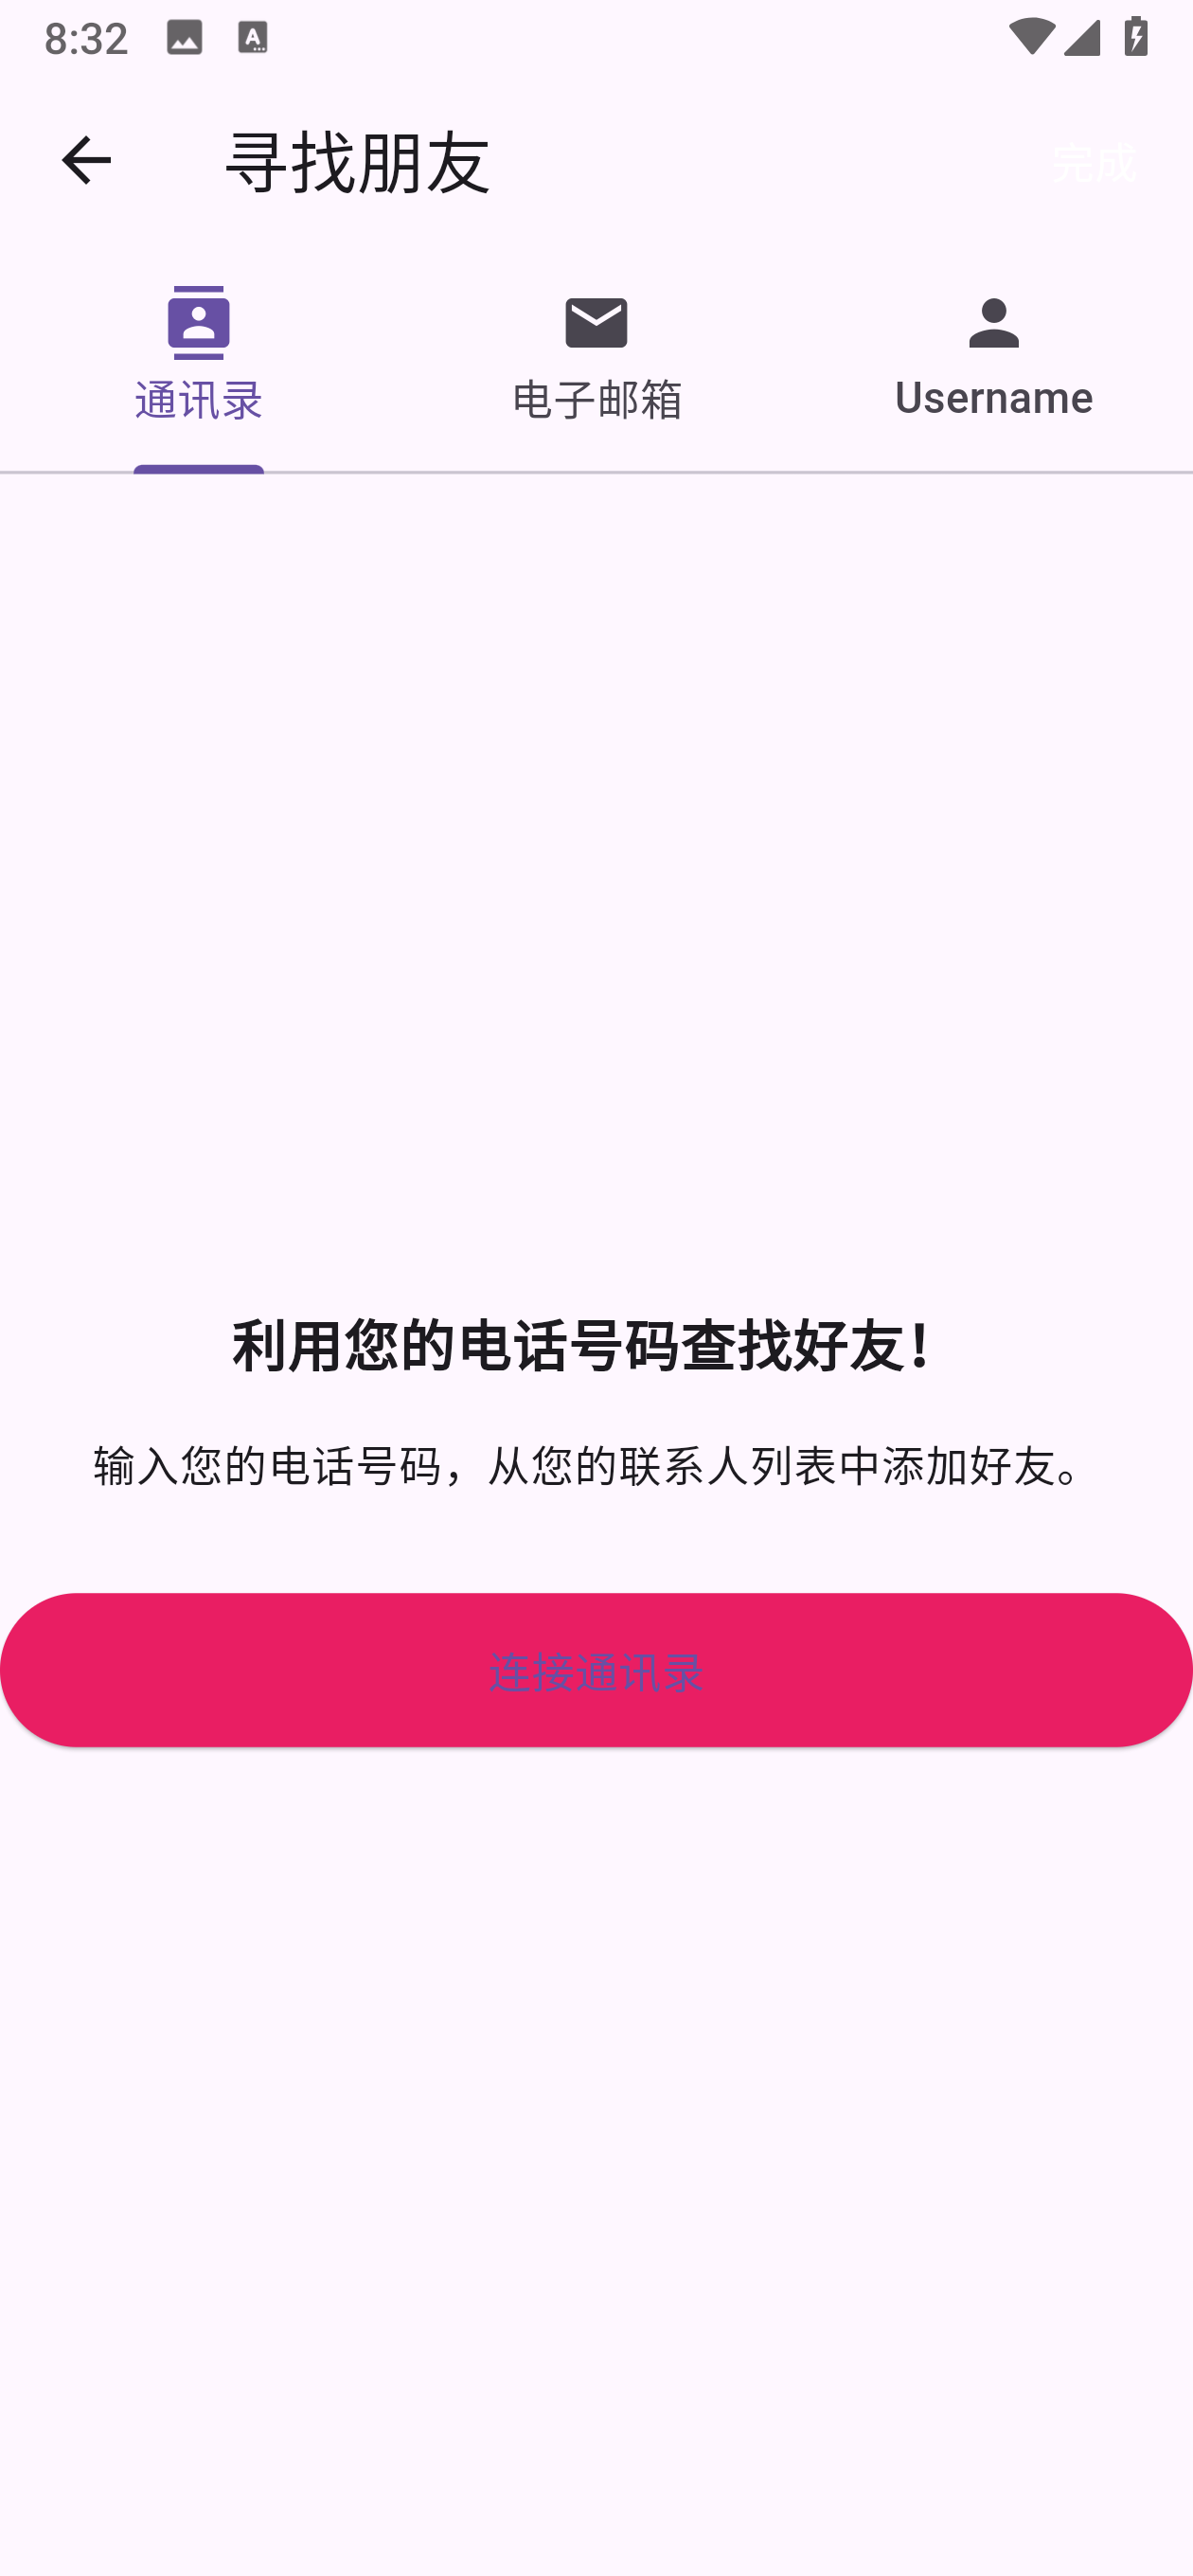 8:32
寻找朋友
完成
通讯录
电子邮箱
Username
利用您的电话号码查找好友！
输入您的电话号码，从您的联系人列表中添加好友。
连接通讯录